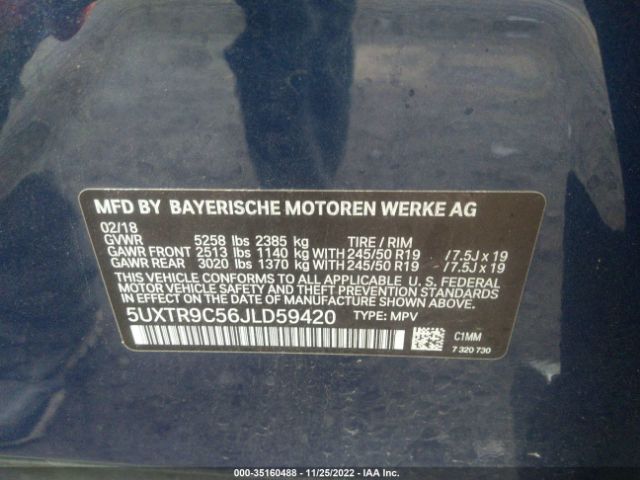 MFD BY BAYERISCHE MOTOREN WERKE AG
02/18
GVWR 5258 lbs 2385 kg TIRE / RIM
GAWR FRONT 2513 lbs 1140 kg WITH 245/50 R19 / 7.5J x 19
GAWR REAR 3020 lbs 1370 kg WITH 245/50 R19 / 7.5J x 19
THIS VEHICLE CONFORMS TO ALL APPLICABLE U. S. FEDERAL
MOTOR VEHICLE SAFETY, BUMPER, AND THEFT PREVENTION
STANDARDS IN EFFECT ON THE DATE OF MANUFACTURE SHOWN ABOVE.
5UXTR9C56JLD59420 TYPE: MPV
C1MM
7 320 730
000-35160488 - 11/25/2022 - IAA Inc.